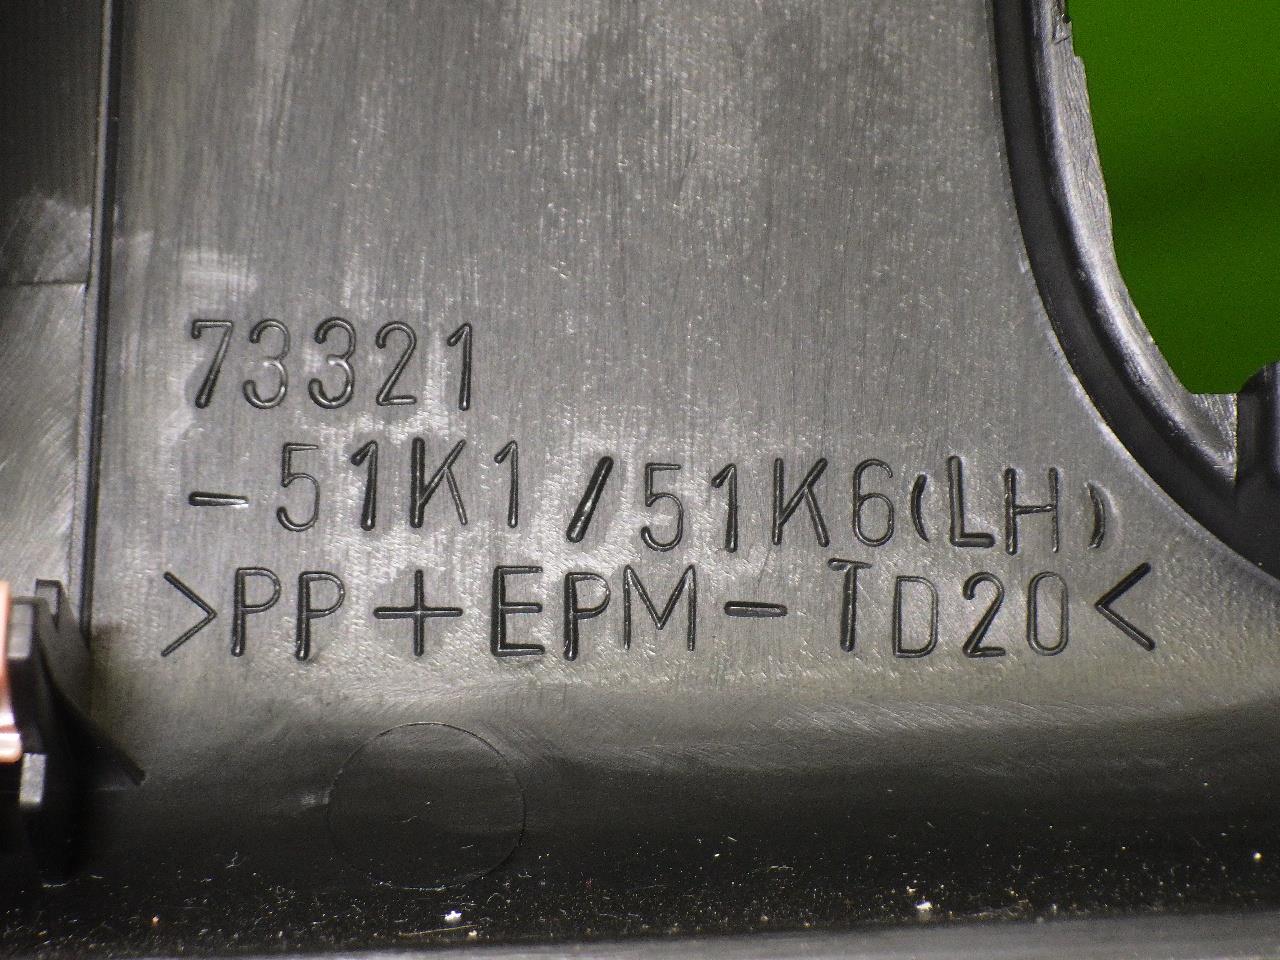 73321
-51K1/51K6(LH)
>PP+EPM-TD20<